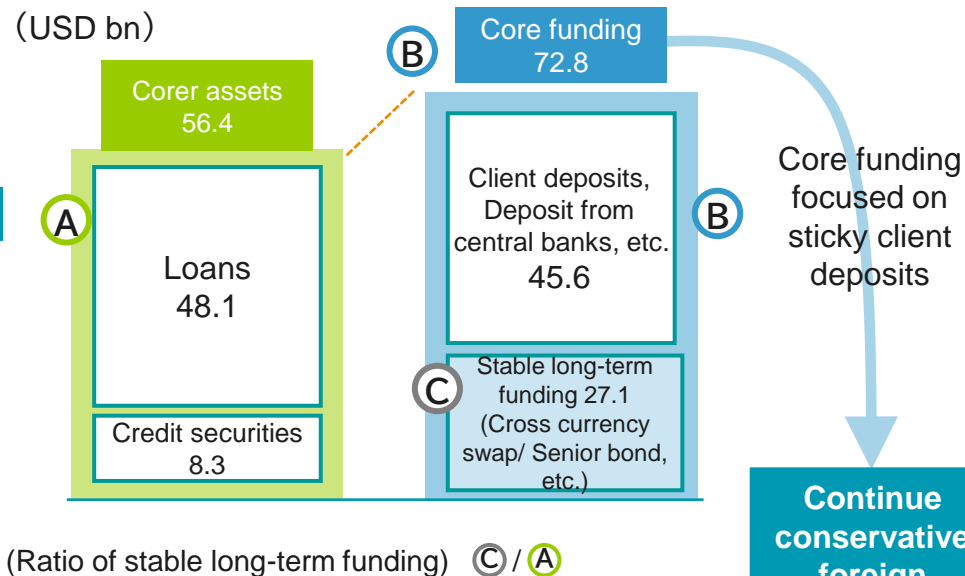 (USD bn)
Corer assets
56.4
A
Loans
48.1
Credit securities
8.3
B
Core funding
72.8
Client deposits,
Deposit from
central banks, etc.
45.6
B
C
Stable long-term
funding 27.1
(Cross currency
swap/ Senior bond,
etc.)
Core funding
focused on
sticky client
deposits
Continue
conservative
foreign
(Ratio of stable long-term funding) C / A